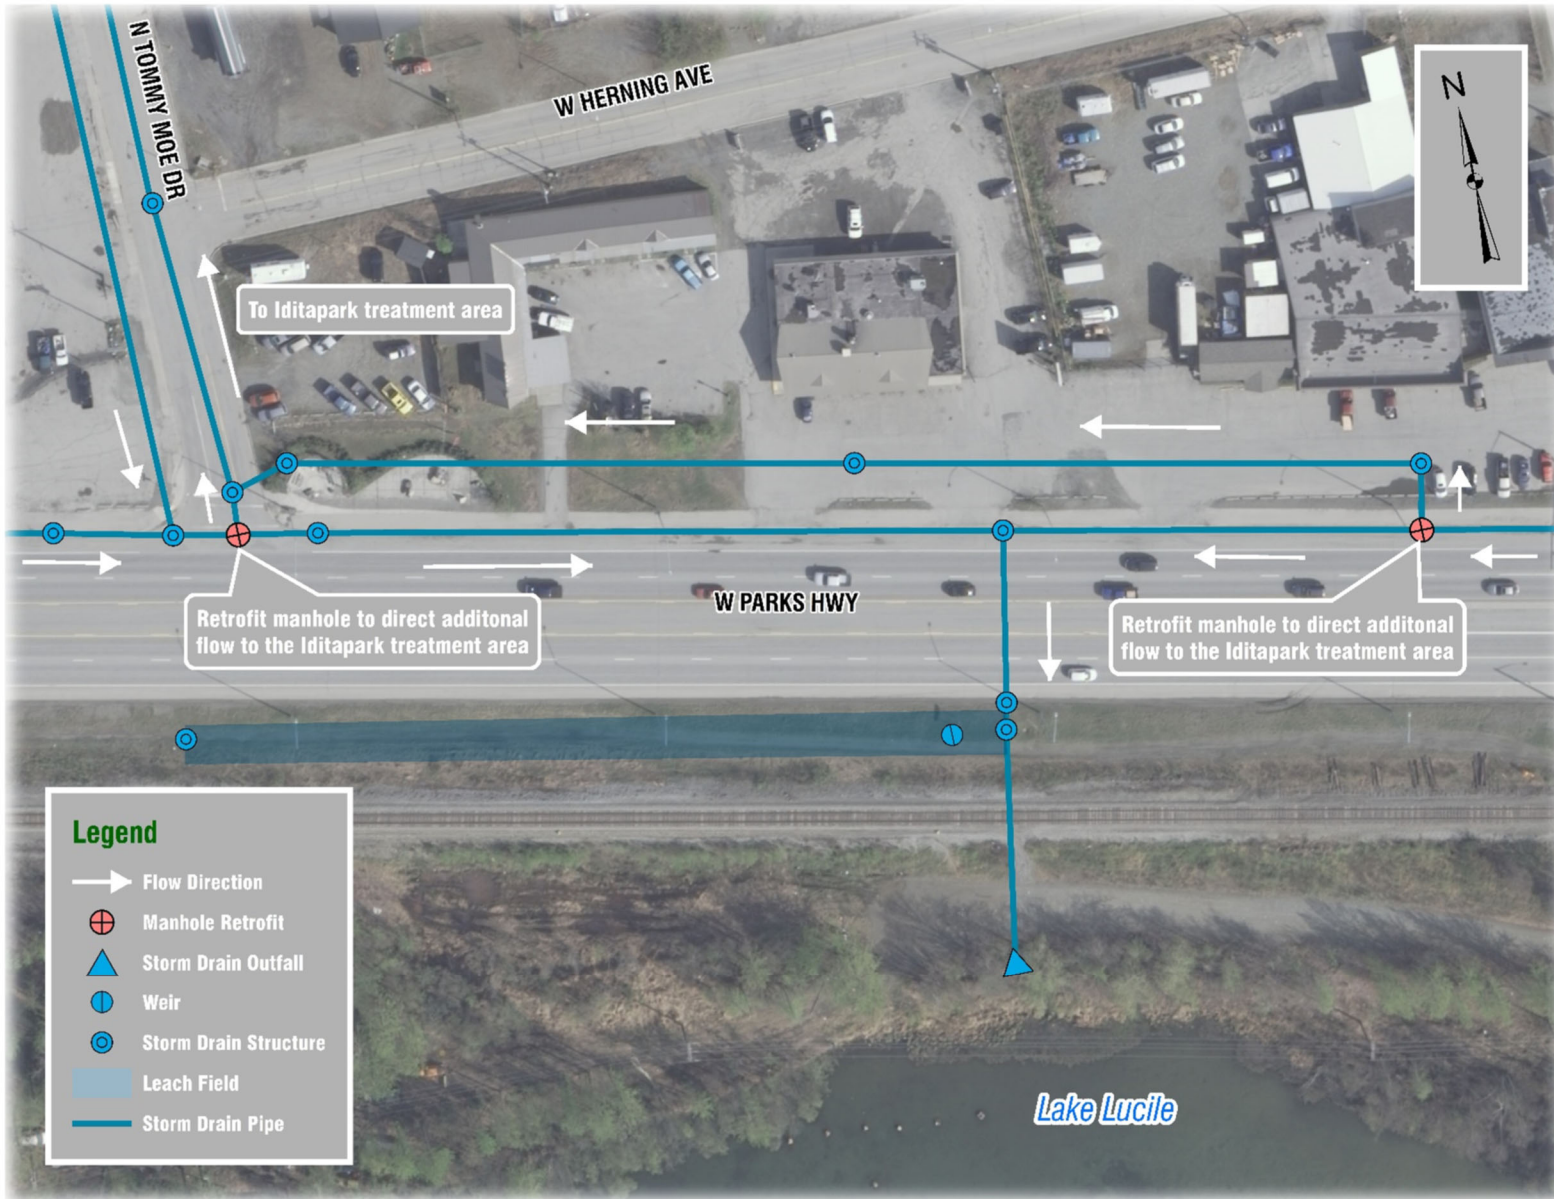 N TOMMY MOE DR
W HERNING AVE
N
To Iditapark treatment area
Retrofit manhole to direct additonal
flow to the Iditapark treatment area
W PARKS HWY
Retrofit manhole to direct additonal
flow to the Iditapark treatment area
Legend
Flow Direction
Manhole Retrofit
Storm Drain Outfall
Weir
Storm Drain Structure
Leach Field
Storm Drain Pipe
Lake Lucile